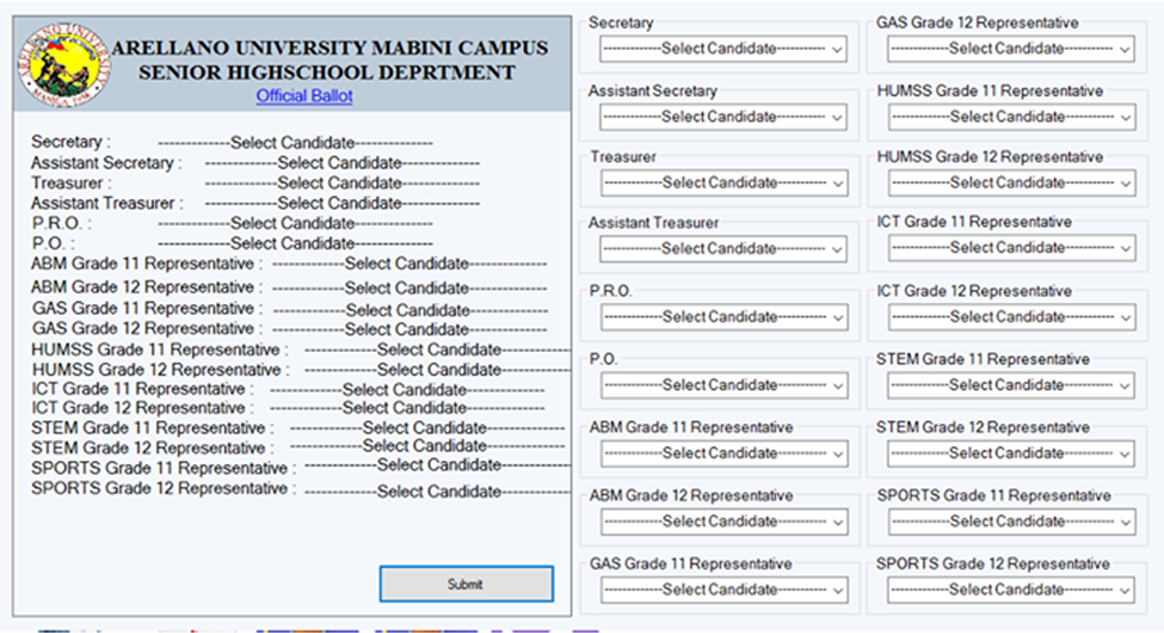 ARELLANO UNIVERSITY
MANILA 1938
ARELLANO UNIVERSITY MABINI CAMPUS
SENIOR HIGHSCHOOL DEPRTMENT
Official Ballot
Secretary : -------------Select Candidate--------------
Assistant Secretary : -------------Select Candidate--------------
Treasurer : -------------Select Candidate--------------
Assistant Treasurer : -------------Select Candidate--------------
P.R.O. : -------------Select Candidate--------------
P.O. : -------------Select Candidate--------------
ABM Grade 11 Representative : -------------Select Candidate--------------
ABM Grade 12 Representative : -------------Select Candidate--------------
GAS Grade 11 Representative : -------------Select Candidate--------------
GAS Grade 12 Representative : -------------Select Candidate--------------
HUMSS Grade 11 Representative : -------------Select Candidate-------------
HUMSS Grade 12 Representative : -------------Select Candidate-------------
ICT Grade 11 Representative : -------------Select Candidate--------------
ICT Grade 12 Representative : -------------Select Candidate--------------
STEM Grade 11 Representative : -------------Select Candidate--------------
STEM Grade 12 Representative : -------------Select Candidate--------------
SPORTS Grade 11 Representative : -------------Select Candidate-------------
SPORTS Grade 12 Representative : -------------Select Candidate-------------
Submit
Secretary
-------------Select Candidate-----------
Assistant Secretary
-------------Select Candidate-----------
Treasurer
-------------Select Candidate-----------
Assistant Treasurer
-------------Select Candidate-----------
P.R.O.
-------------Select Candidate-----------
P.O.
-------------Select Candidate-----------
ABM Grade 11 Representative
-------------Select Candidate-----------
ABM Grade 12 Representative
-------------Select Candidate-----------
GAS Grade 11 Representative
-------------Select Candidate-----------
GAS Grade 12 Representative
-------------Select Candidate-----------
HUMSS Grade 11 Representative
-------------Select Candidate-----------
HUMSS Grade 12 Representative
-------------Select Candidate-----------
ICT Grade 11 Representative
-------------Select Candidate-----------
ICT Grade 12 Representative
-------------Select Candidate-----------
STEM Grade 11 Representative
-------------Select Candidate-----------
STEM Grade 12 Representative
-------------Select Candidate-----------
SPORTS Grade 11 Representative
-------------Select Candidate-----------
SPORTS Grade 12 Representative
-------------Select Candidate-----------